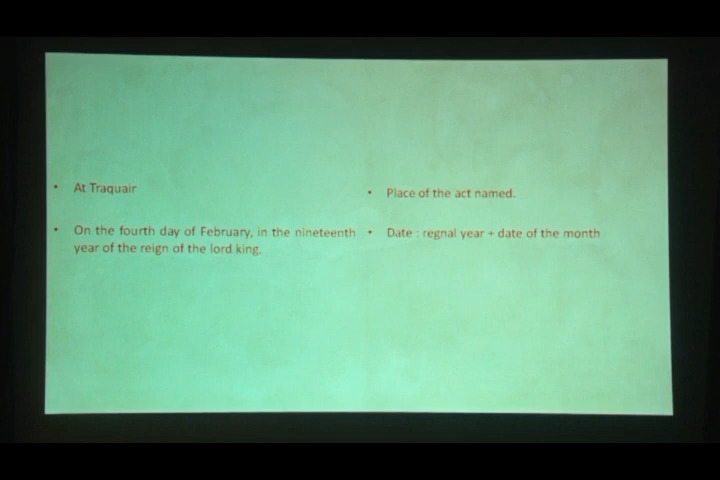 • At Traquair
• Place of the act named.
• On the fourth day of February, in the nineteenth
year of the reign of the lord king.
• Date : regnal year + date of the month